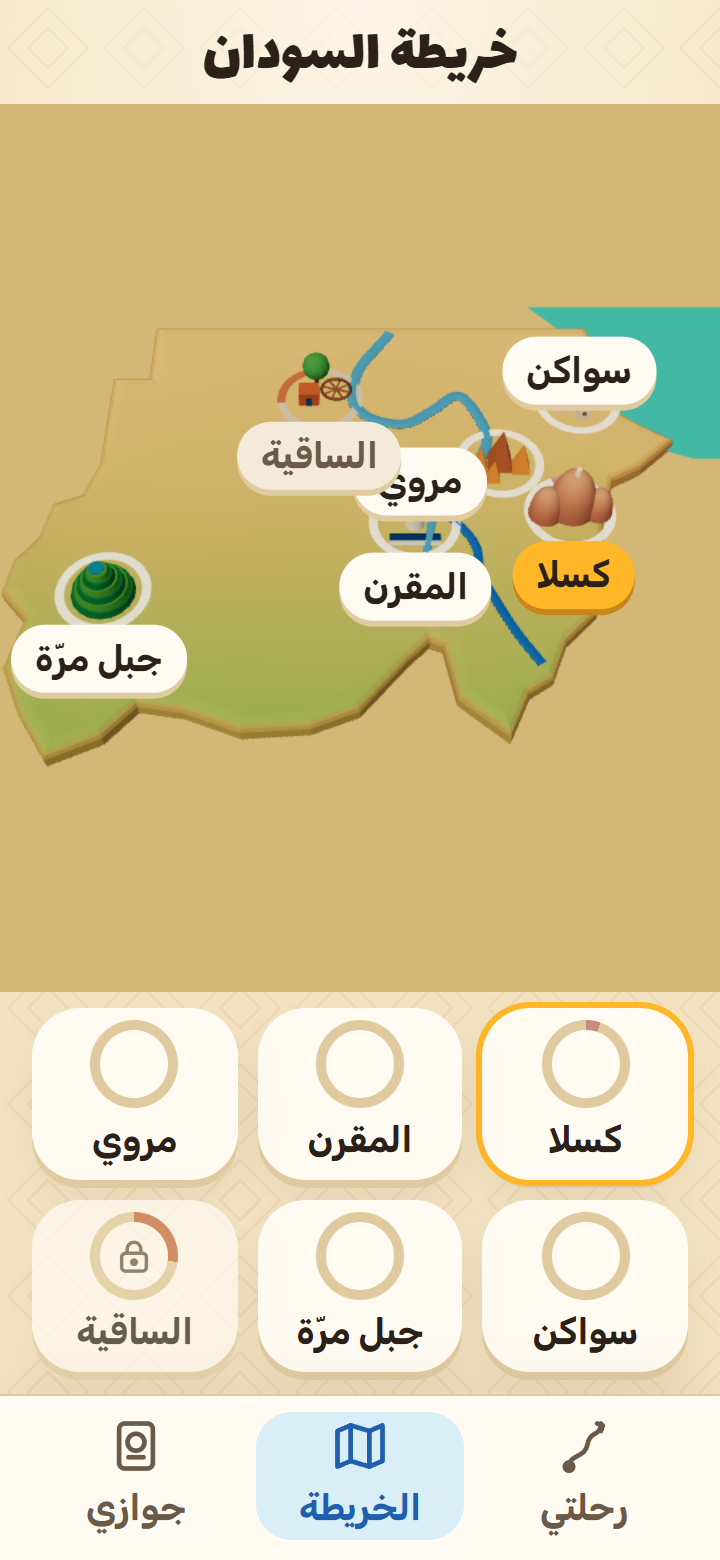 خريطة السودان
سواكن
الساقية
مروي
كسلا
المقرن
جبل مرّة
كسلا
المقرن
مروي
سواكن
جبل مرّة
الساقية
رحلتي
الخريطة
جوازي